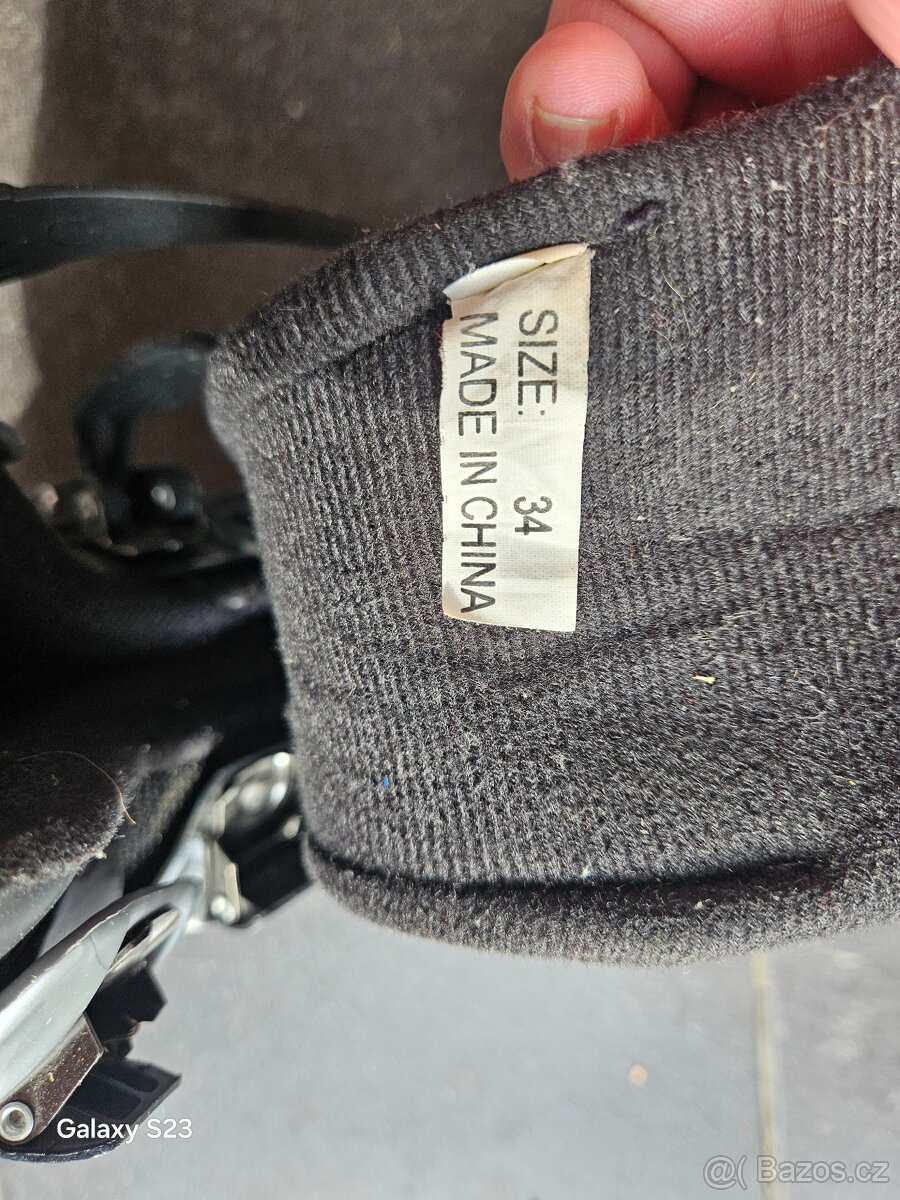 SIZE: 34
MADE IN CHINA
Galaxy S23
@( Bazos.cz